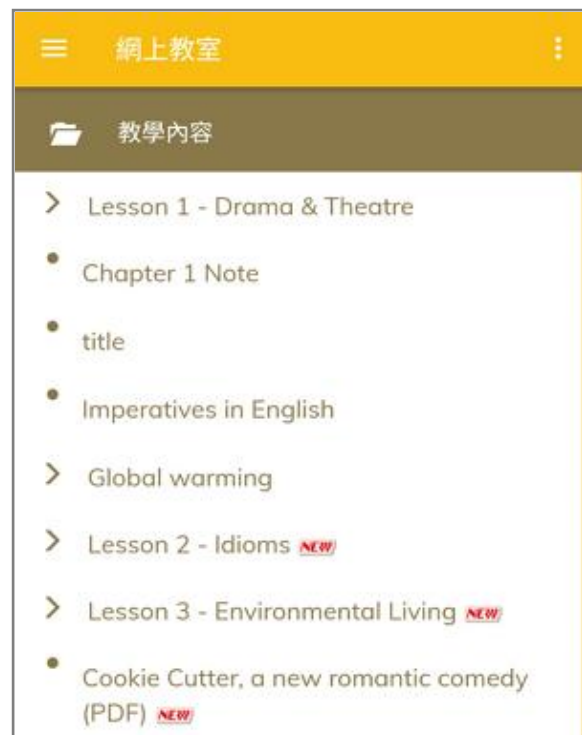 網上教室
教學內容
Lesson 1 - Drama & Theatre
Chapter 1 Note
title
Imperatives in English
Global warming
Lesson 2 - Idioms NEW
Lesson 3 - Environmental Living NEW
Cookie Cutter, a new romantic comedy
(PDF) NEW